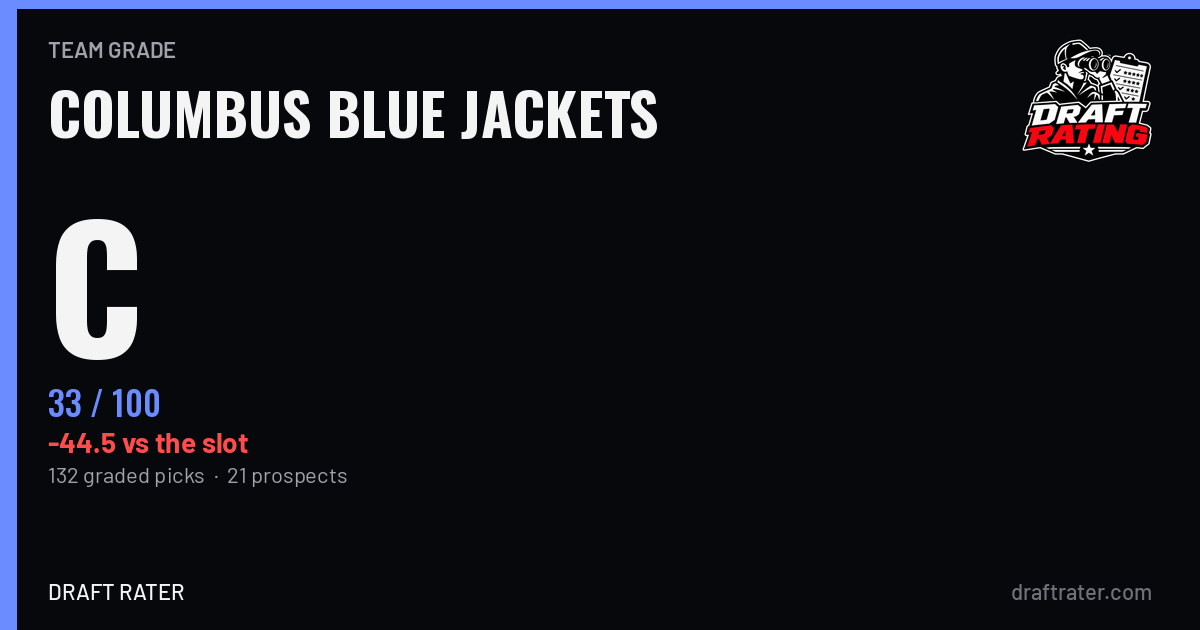 TEAM GRADE
COLUMBUS BLUE JACKETS
DRAFT
RATING
C
33 / 100
-44.5 vs the slot
132 graded picks · 21 prospects
DRAFT RATER
draftrater.com